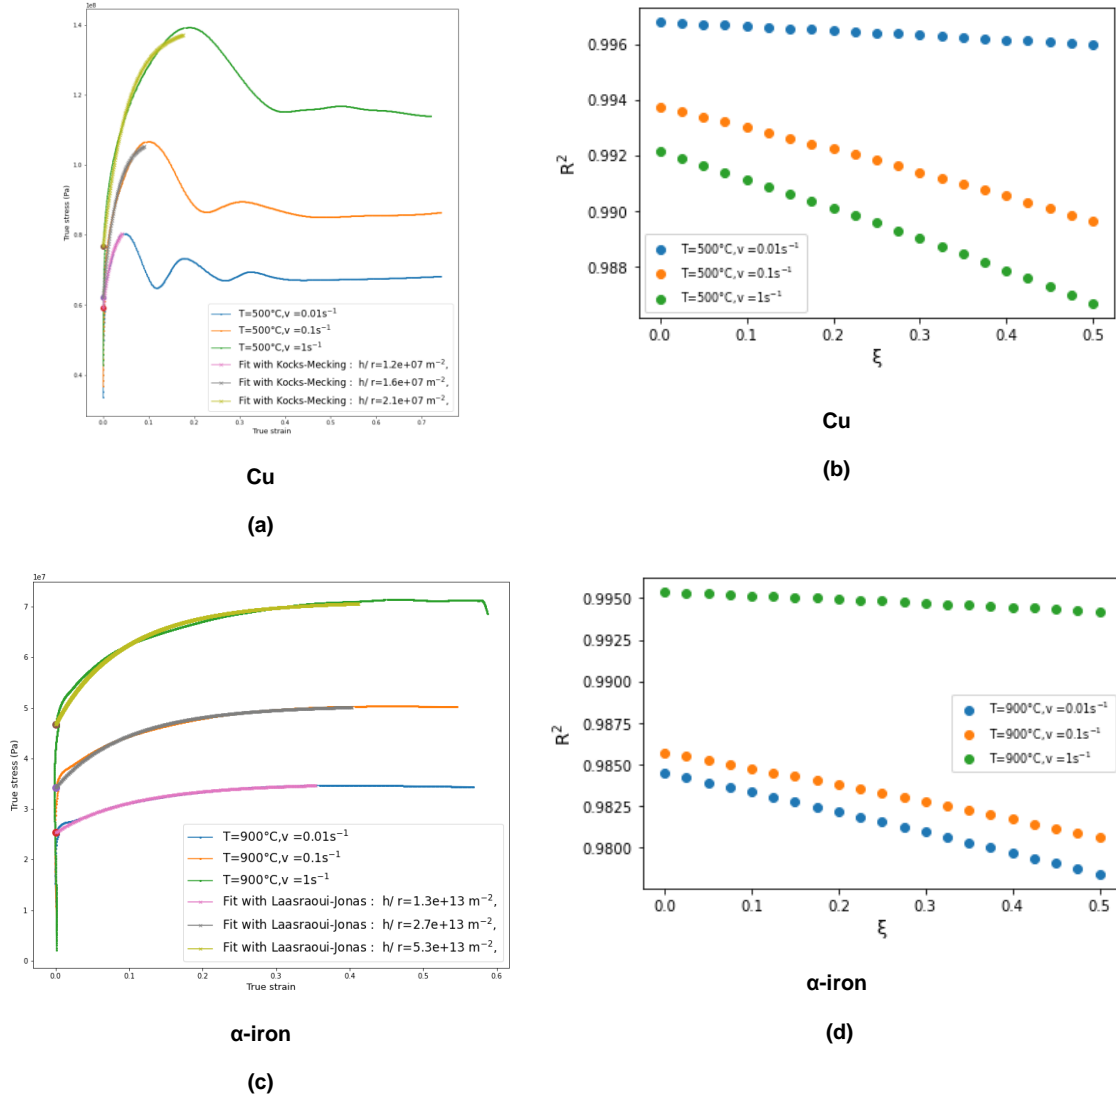 1e8
1.4
1.2
1.0
0.8
0.6
0.4
True stress (Pa)
0.0 0.1 0.2 0.3 0.4 0.5 0.6 0.7
True strain
T=500°C,v =0.01s⁻¹
T=500°C,v =0.1s⁻¹
T=500°C,v =1s⁻¹
Fit with Kocks-Mecking : h/ r=1.2e+07 m⁻²,
Fit with Kocks-Mecking : h/ r=1.6e+07 m⁻²,
Fit with Kocks-Mecking : h/ r=2.1e+07 m⁻²,
Cu
(a)
0.996
0.994
0.992
0.990
0.988
R²
0.0 0.1 0.2 0.3 0.4 0.5
ξ
T=500°C,v =0.01s⁻¹
T=500°C,v =0.1s⁻¹
T=500°C,v =1s⁻¹
Cu
(b)
1e7
7
6
5
4
3
2
1
0
True stress (Pa)
0.0 0.1 0.2 0.3 0.4 0.5 0.6
True strain
T=900°C,v =0.01s⁻¹
T=900°C,v =0.1s⁻¹
T=900°C,v =1s⁻¹
Fit with Laasraoui-Jonas : h/ r=1.3e+13 m⁻²,
Fit with Laasraoui-Jonas : h/ r=2.7e+13 m⁻²,
Fit with Laasraoui-Jonas : h/ r=5.3e+13 m⁻²,
α-iron
(c)
0.9950
0.9925
0.9900
0.9875
0.9850
0.9825
0.9800
R²
0.0 0.1 0.2 0.3 0.4 0.5
ξ
T=900°C,v =0.01s⁻¹
T=900°C,v =0.1s⁻¹
T=900°C,v =1s⁻¹
α-iron
(d)